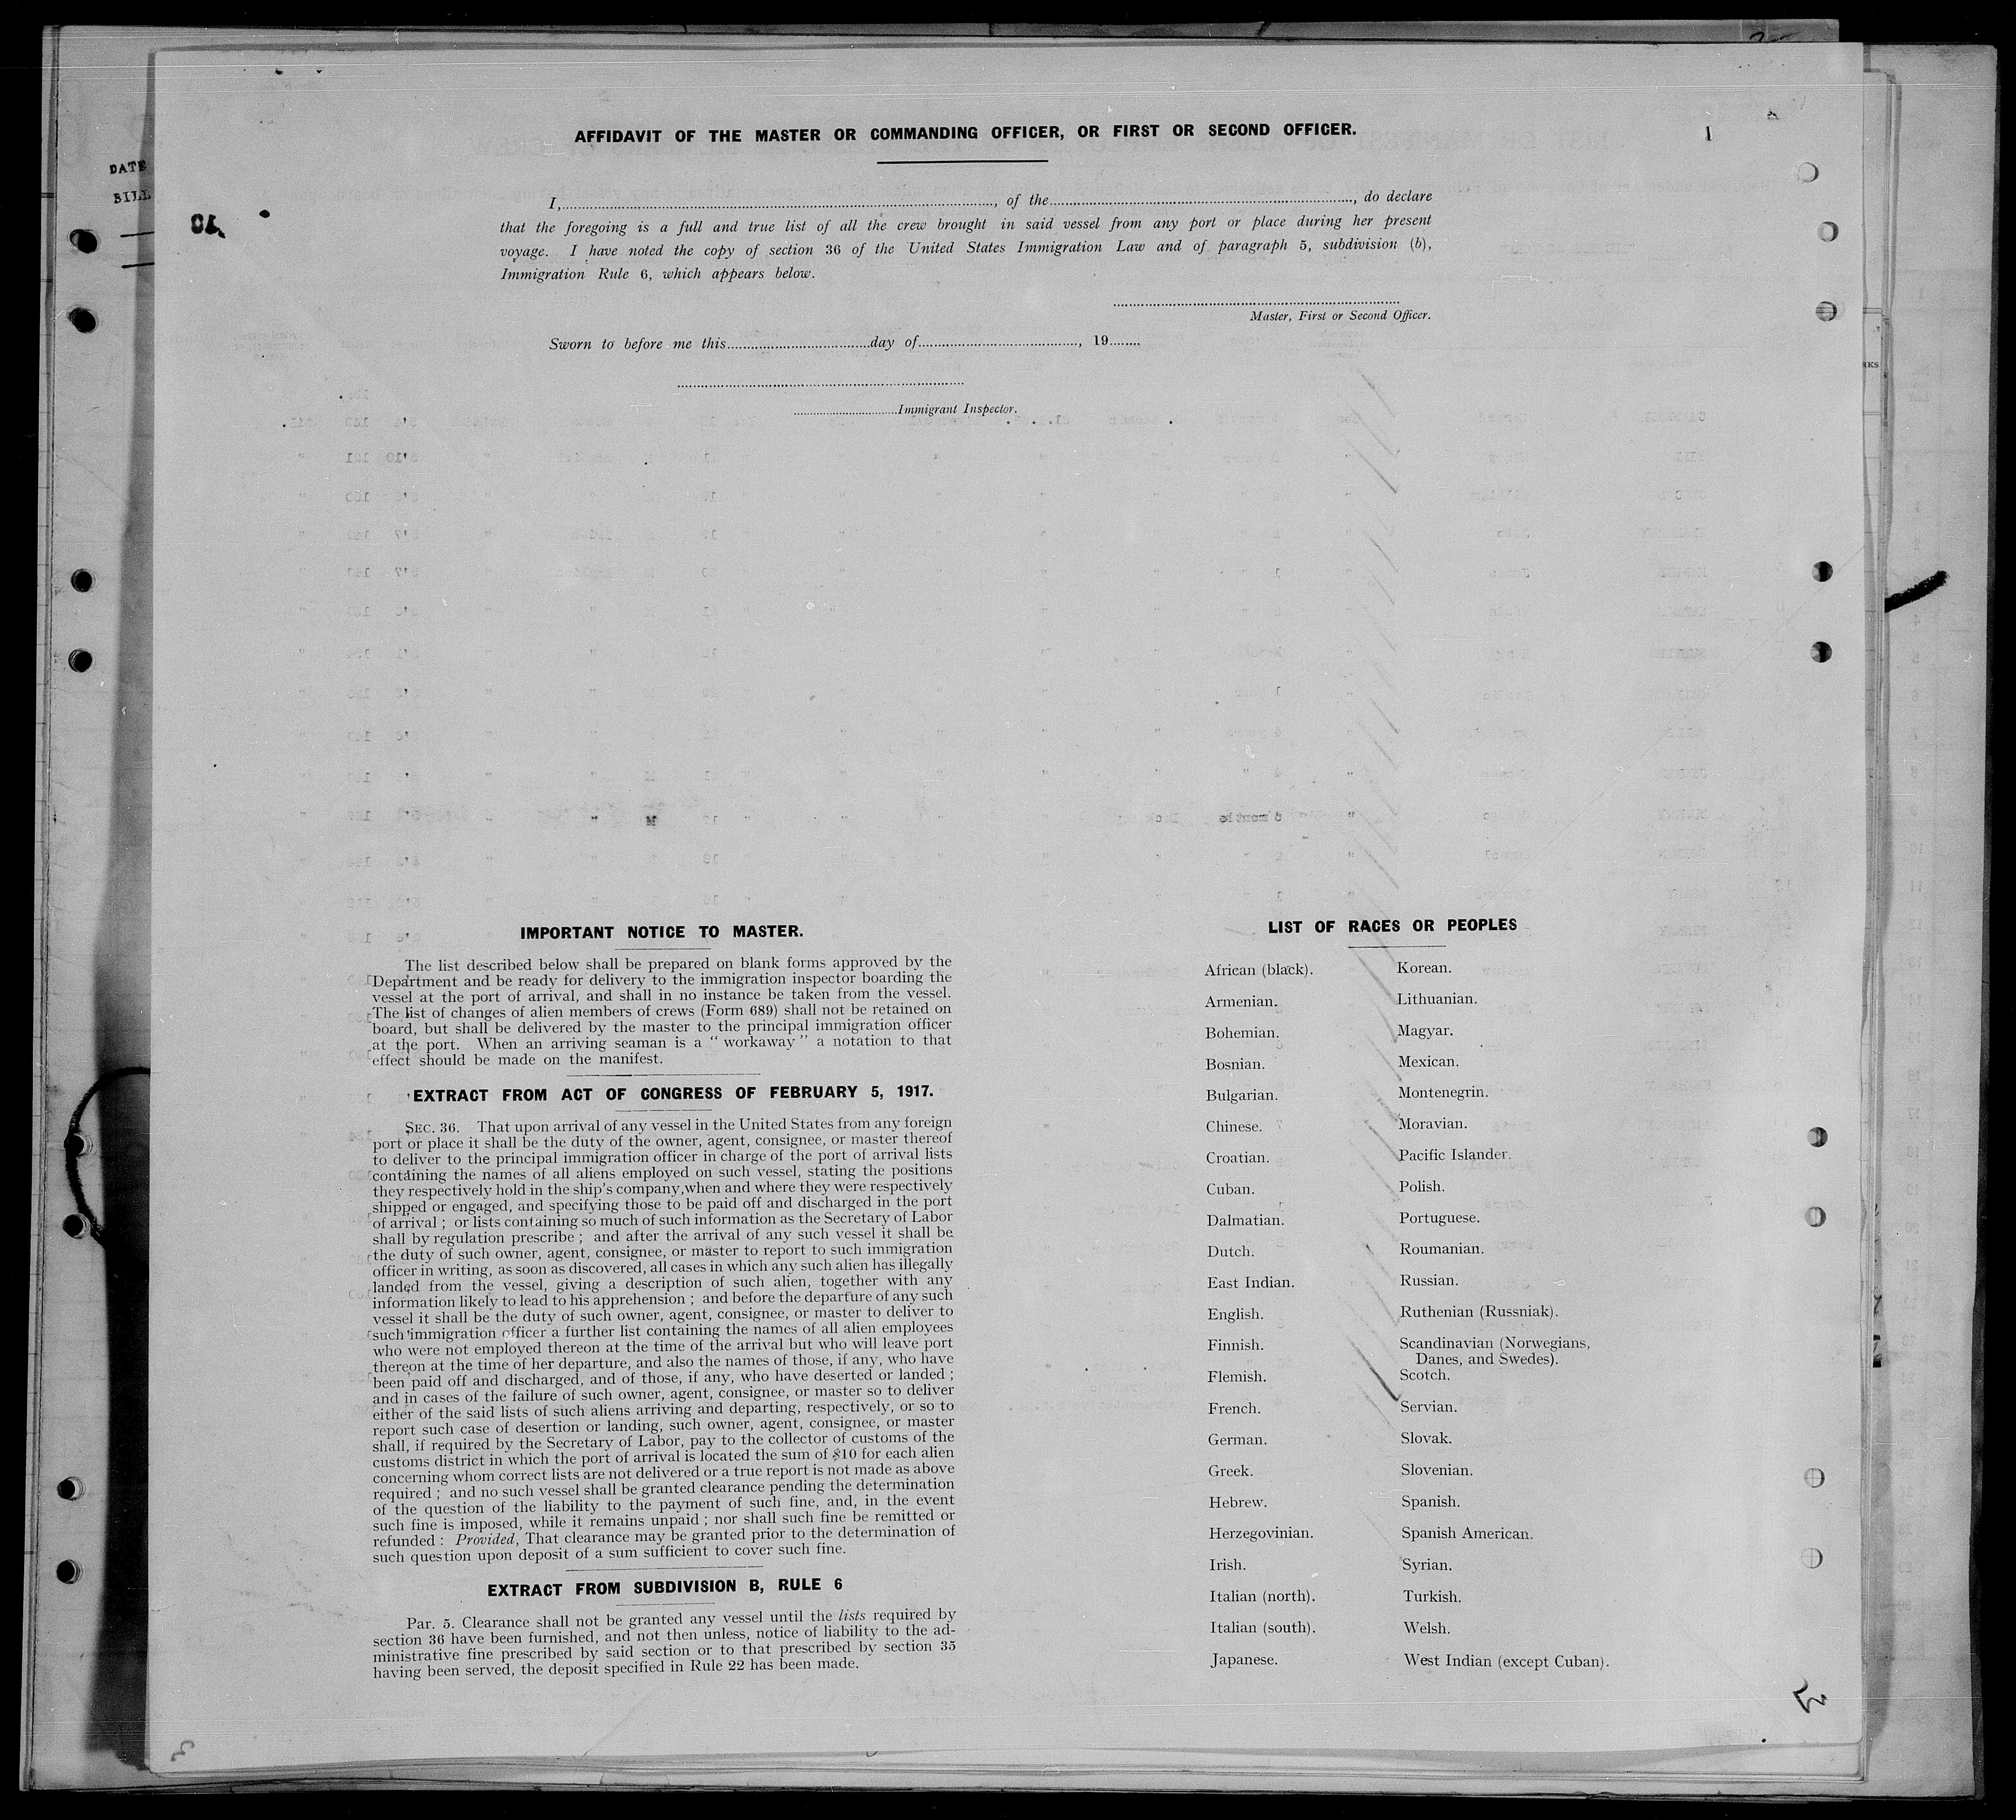 AFFIDAVIT OF THE MASTER OR COMMANDING OFFICER, OR FIRST OR SECOND OFFICER.
DATE
BILL
I,............, of the............, do declare
that the foregoing is a full and true list of all the crew brought in said vessel from any port or place during her present
voyage. I have noted the copy of section 36 of the United States Immigration Law and of paragraph 5, subdivision (b),
Immigration Rule 6, which appears below.
Master, First or Second Officer.
Sworn to before me this............day of............, 19........
............Immigrant Inspector.
IMPORTANT NOTICE TO MASTER.
The list described below shall be prepared on blank forms approved by the
Department and be ready for delivery to the immigration inspector boarding the
vessel at the port of arrival, and shall in no instance be taken from the vessel.
The list of changes of alien members of crews (Form 689) shall not be retained on
board, but shall be delivered by the master to the principal immigration officer
at the port. When an arriving seaman is a "workaway" a notation to that
effect should be made on the manifest.
EXTRACT FROM ACT OF CONGRESS OF FEBRUARY 5, 1917.
SEC. 36. That upon arrival of any vessel in the United States from any foreign
port or place it shall be the duty of the owner, agent, consignee, or master thereof
to deliver to the principal immigration officer in charge of the port of arrival lists
containing the names of all aliens employed on such vessel, stating the positions
they respectively hold in the ship's company, when and where they were respectively
shipped or engaged, and specifying those to be paid off and discharged in the port
of arrival; or lists containing so much of such information as the Secretary of Labor
shall by regulation prescribe; and after the arrival of any such vessel it shall be
the duty of such owner, agent, consignee, or master to report to such immigration
officer in writing, as soon as discovered, all cases in which any such alien has illegally
landed from the vessel, giving a description of such alien, together with any
information likely to lead to his apprehension; and before the departure of any such
vessel it shall be the duty of such owner, agent, consignee, or master to deliver to
such immigration officer a further list containing the names of all alien employees
who were not employed thereon at the time of the arrival but who will leave port
thereon at the time of her departure, and also the names of those, if any, who have
been paid off and discharged, and of those, if any, who have deserted or landed;
and in cases of the failure of such owner, agent, consignee, or master so to deliver
either of the said lists of such aliens arriving and departing, respectively, or so to
report such case of desertion or landing, such owner, agent, consignee, or master
shall, if required by the Secretary of Labor, pay to the collector of customs of the
customs district in which the port of arrival is located the sum of $10 for each alien
concerning whom correct lists are not delivered or a true report is not made as above
required; and no such vessel shall be granted clearance pending the determination
of the question of the liability to the payment of such fine, and, in the event
such fine is imposed, while it remains unpaid; nor shall such fine be remitted or
refunded: Provided, That clearance may be granted prior to the determination of
such question upon deposit of a sum sufficient to cover such fine.
EXTRACT FROM SUBDIVISION B, RULE 6
Par. 5. Clearance shall not be granted any vessel until the lists required by
section 36 have been furnished, and not then unless, notice of liability to the ad-
ministrative fine prescribed by said section or to that prescribed by section 35
having been served, the deposit specified in Rule 22 has been made.
LIST OF RACES OR PEOPLES
African (black).
Armenian.
Bohemian.
Bosnian.
Bulgarian.
Chinese.
Croatian.
Cuban.
Dalmatian.
Dutch.
East Indian.
English.
Finnish.
Flemish.
French.
German.
Greek.
Hebrew.
Herzegovinian.
Irish.
Italian (north).
Italian (south).
Japanese.
Korean.
Lithuanian.
Magyar.
Mexican.
Montenegrin.
Moravian.
Pacific Islander.
Polish.
Portuguese.
Roumanian.
Russian.
Ruthenian (Russniak).
Scandinavian (Norwegians,
Danes, and Swedes).
Scotch.
Servian.
Slovak.
Slovenian.
Spanish.
Spanish American.
Syrian.
Turkish.
Welsh.
West Indian (except Cuban).
3